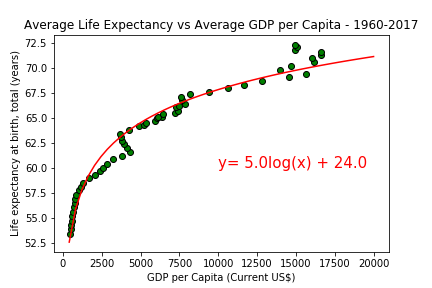 Average Life Expectancy vs Average GDP per Capita - 1960-2017
Life expectancy at birth, total (years)
72.5
70.0
67.5
65.0
62.5
60.0
57.5
55.0
52.5
y= 5.0log(x) + 24.0
0 2500 5000 7500 10000 12500 15000 17500 20000
GDP per Capita (Current US$)